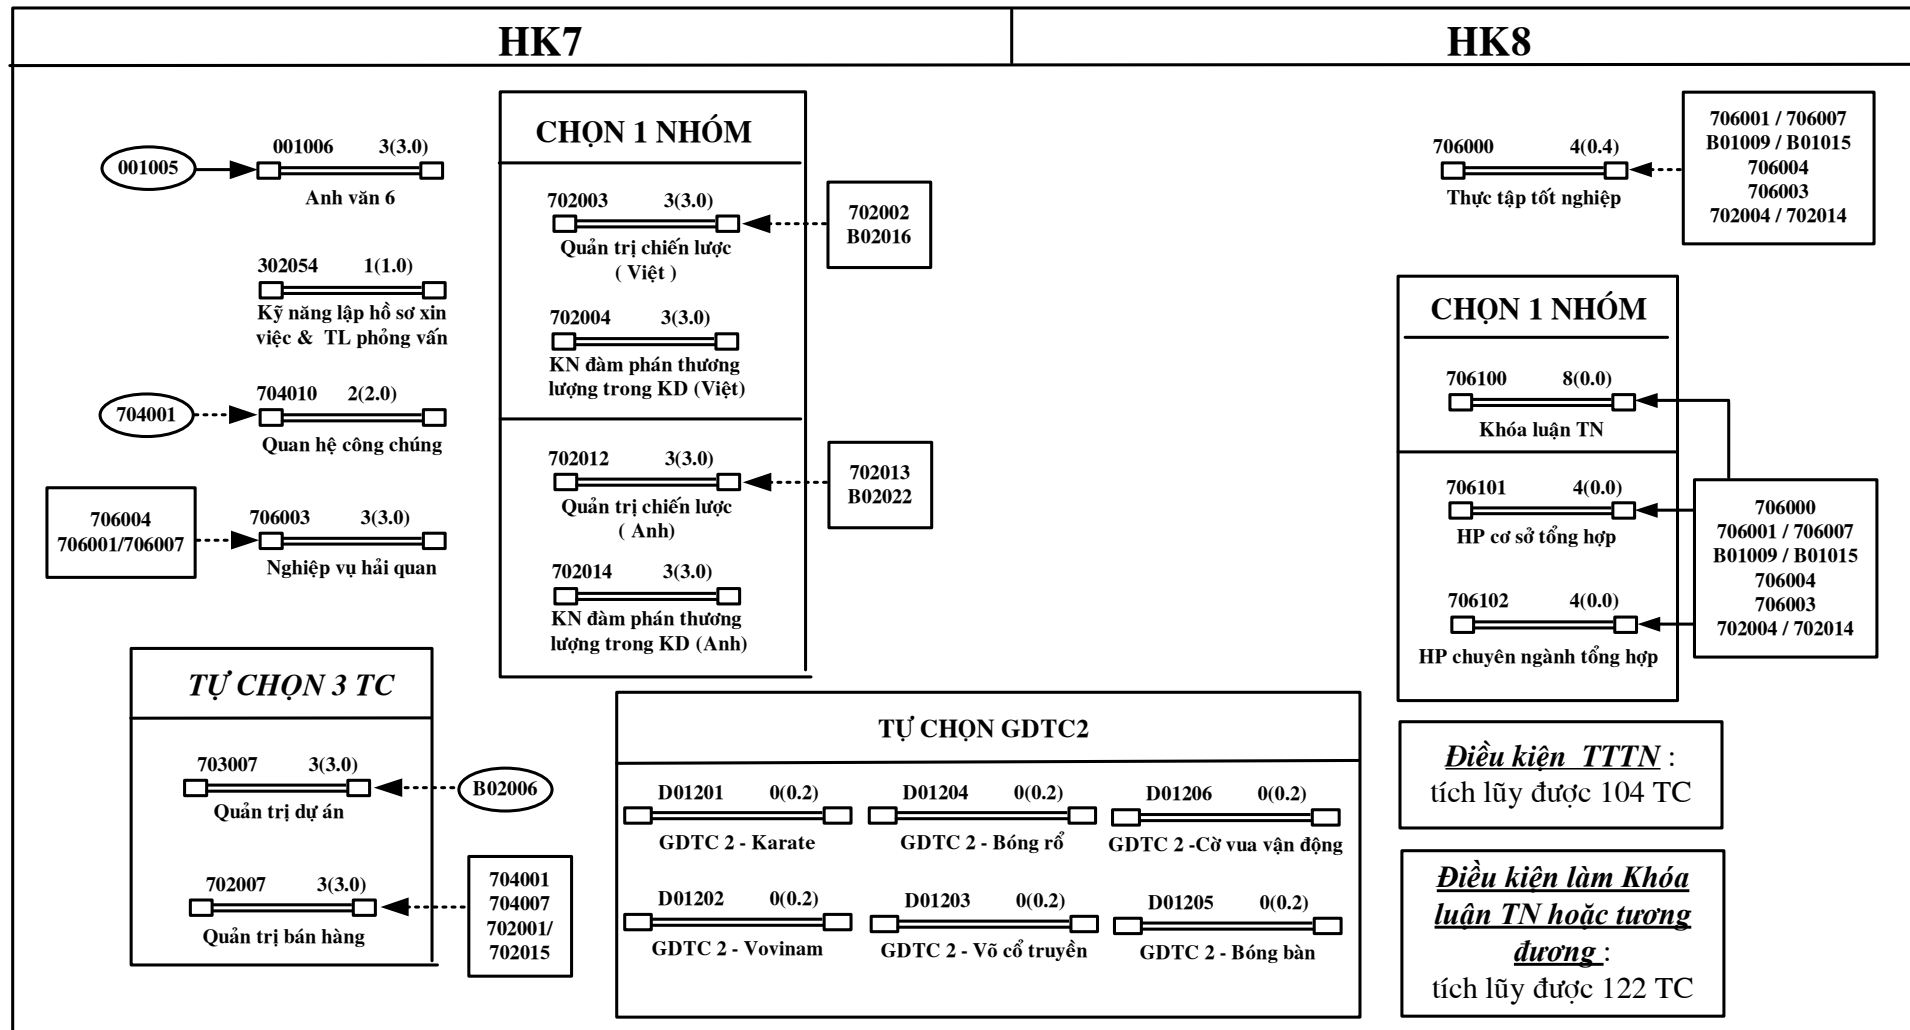 HK7
HK8
001005
001006 3(3.0)
Anh văn 6
302054 1(1.0)
Kỹ năng lập hồ sơ xin
việc & TL phỏng vấn
704001
704010 2(2.0)
Quan hệ công chúng
706004
706001/706007
706003 3(3.0)
Nghiệp vụ hải quan
CHỌN 1 NHÓM
702003 3(3.0)
Quản trị chiến lược
( Việt )
702002
B02016
702004 3(3.0)
KN đàm phán thương
lượng trong KD (Việt)
702012 3(3.0)
Quản trị chiến lược
( Anh)
702013
B02022
702014 3(3.0)
KN đàm phán thương
lượng trong KD (Anh)
TỰ CHỌN 3 TC
703007 3(3.0)
Quản trị dự án
B02006
702007 3(3.0)
Quản trị bán hàng
704001
704007
702001/
702015
TỰ CHỌN GDTC2
D01201 0(0.2)
GDTC 2 - Karate
D01204 0(0.2)
GDTC 2 - Bóng rổ
D01206 0(0.2)
GDTC 2 -Cờ vua vận động
D01202 0(0.2)
GDTC 2 - Vovinam
D01203 0(0.2)
GDTC 2 - Võ cổ truyền
D01205 0(0.2)
GDTC 2 - Bóng bàn
706000 4(0.4)
Thực tập tốt nghiệp
706001 / 706007
B01009 / B01015
706004
706003
702004 / 702014
CHỌN 1 NHÓM
706100 8(0.0)
Khóa luận TN
706101 4(0.0)
HP cơ sở tổng hợp
706102 4(0.0)
HP chuyên ngành tổng hợp
706000
706001 / 706007
B01009 / B01015
706004
706003
702004 / 702014
Điều kiện TTTN :
tích lũy được 104 TC
Điều kiện làm Khóa
luận TN hoặc tương
đương :
tích lũy được 122 TC